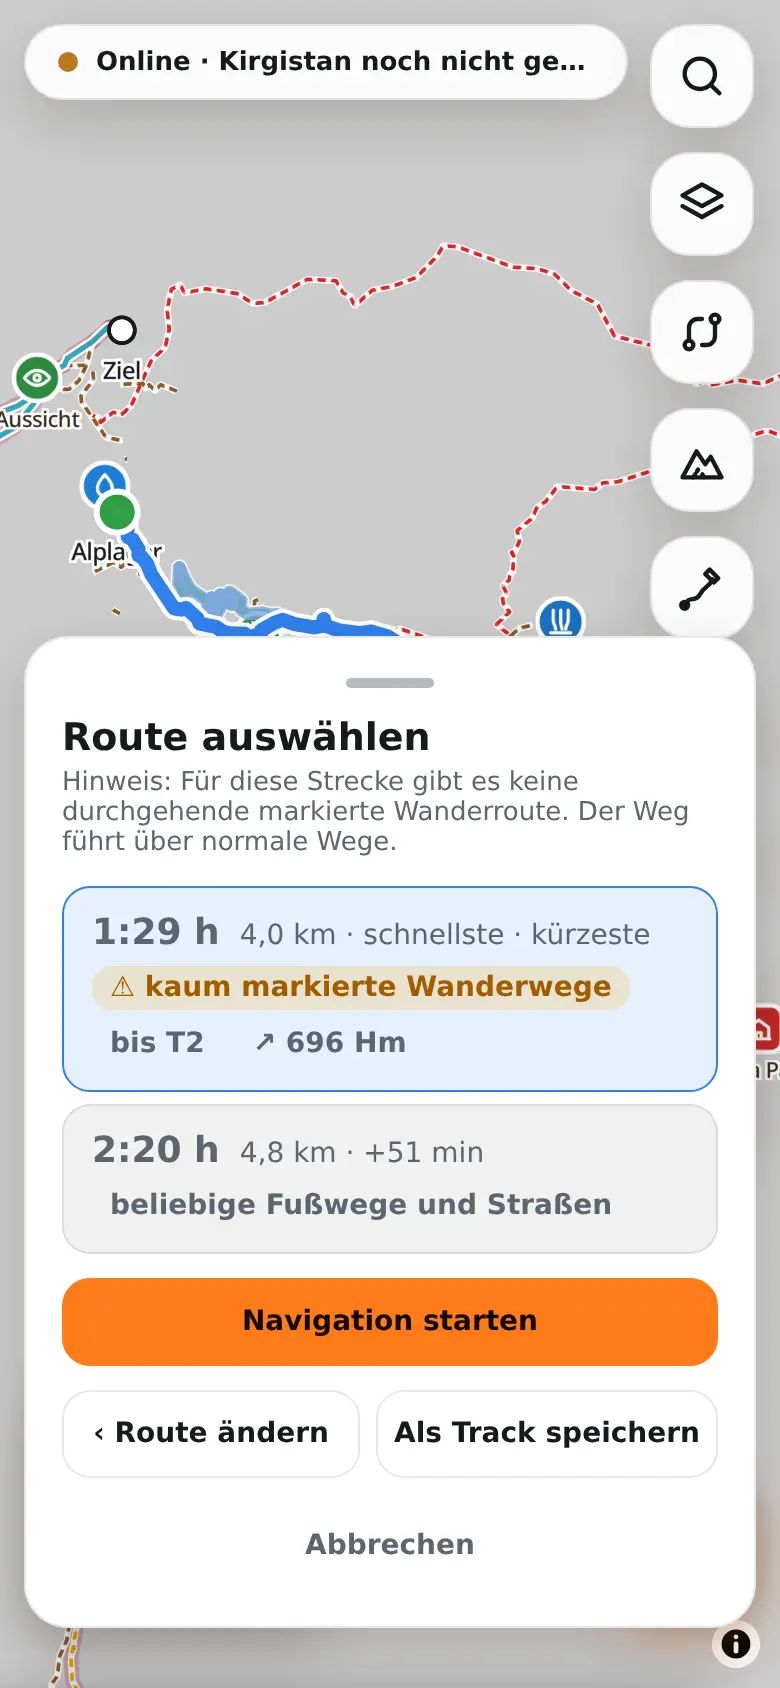 Online · Kirgistan noch nicht ge…
Ziel
Aussicht
Route auswählen
Hinweis: Für diese Strecke gibt es keine
durchgehende markierte Wanderroute. Der Weg
führt über normale Wege.
1:29 h 4,0 km · schnellste · kürzeste
⚠ kaum markierte Wanderwege
bis T2 ↗ 696 Hm
2:20 h 4,8 km · +51 min
beliebige Fußwege und Straßen
Navigation starten
‹ Route ändern
Als Track speichern
Abbrechen